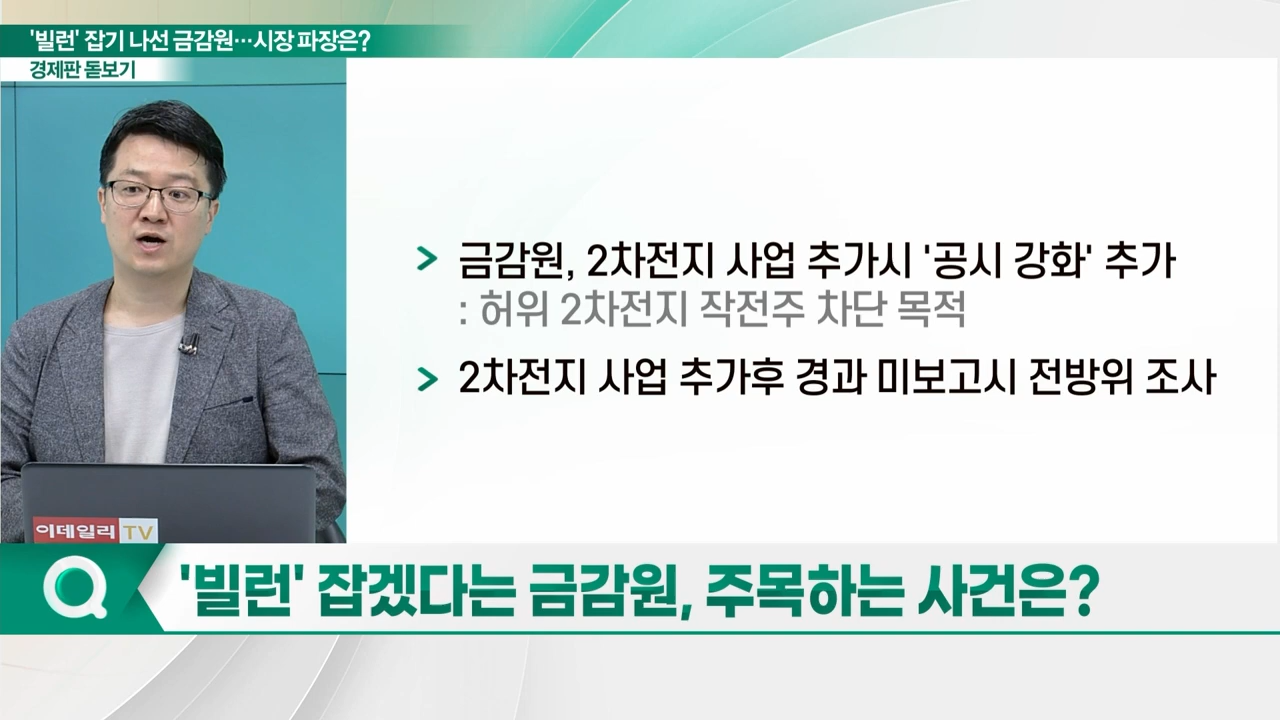 '빌런' 잡기 나선 금감원…시장 파장은?
경제판 돋보기
> 금감원, 2차전지 사업 추가시 '공시 강화' 추가
: 허위 2차전지 작전주 차단 목적
> 2차전지 사업 추가후 경과 미보고시 전방위 조사
이데일리 TV
Q '빌런' 잡겠다는 금감원, 주목하는 사건은?